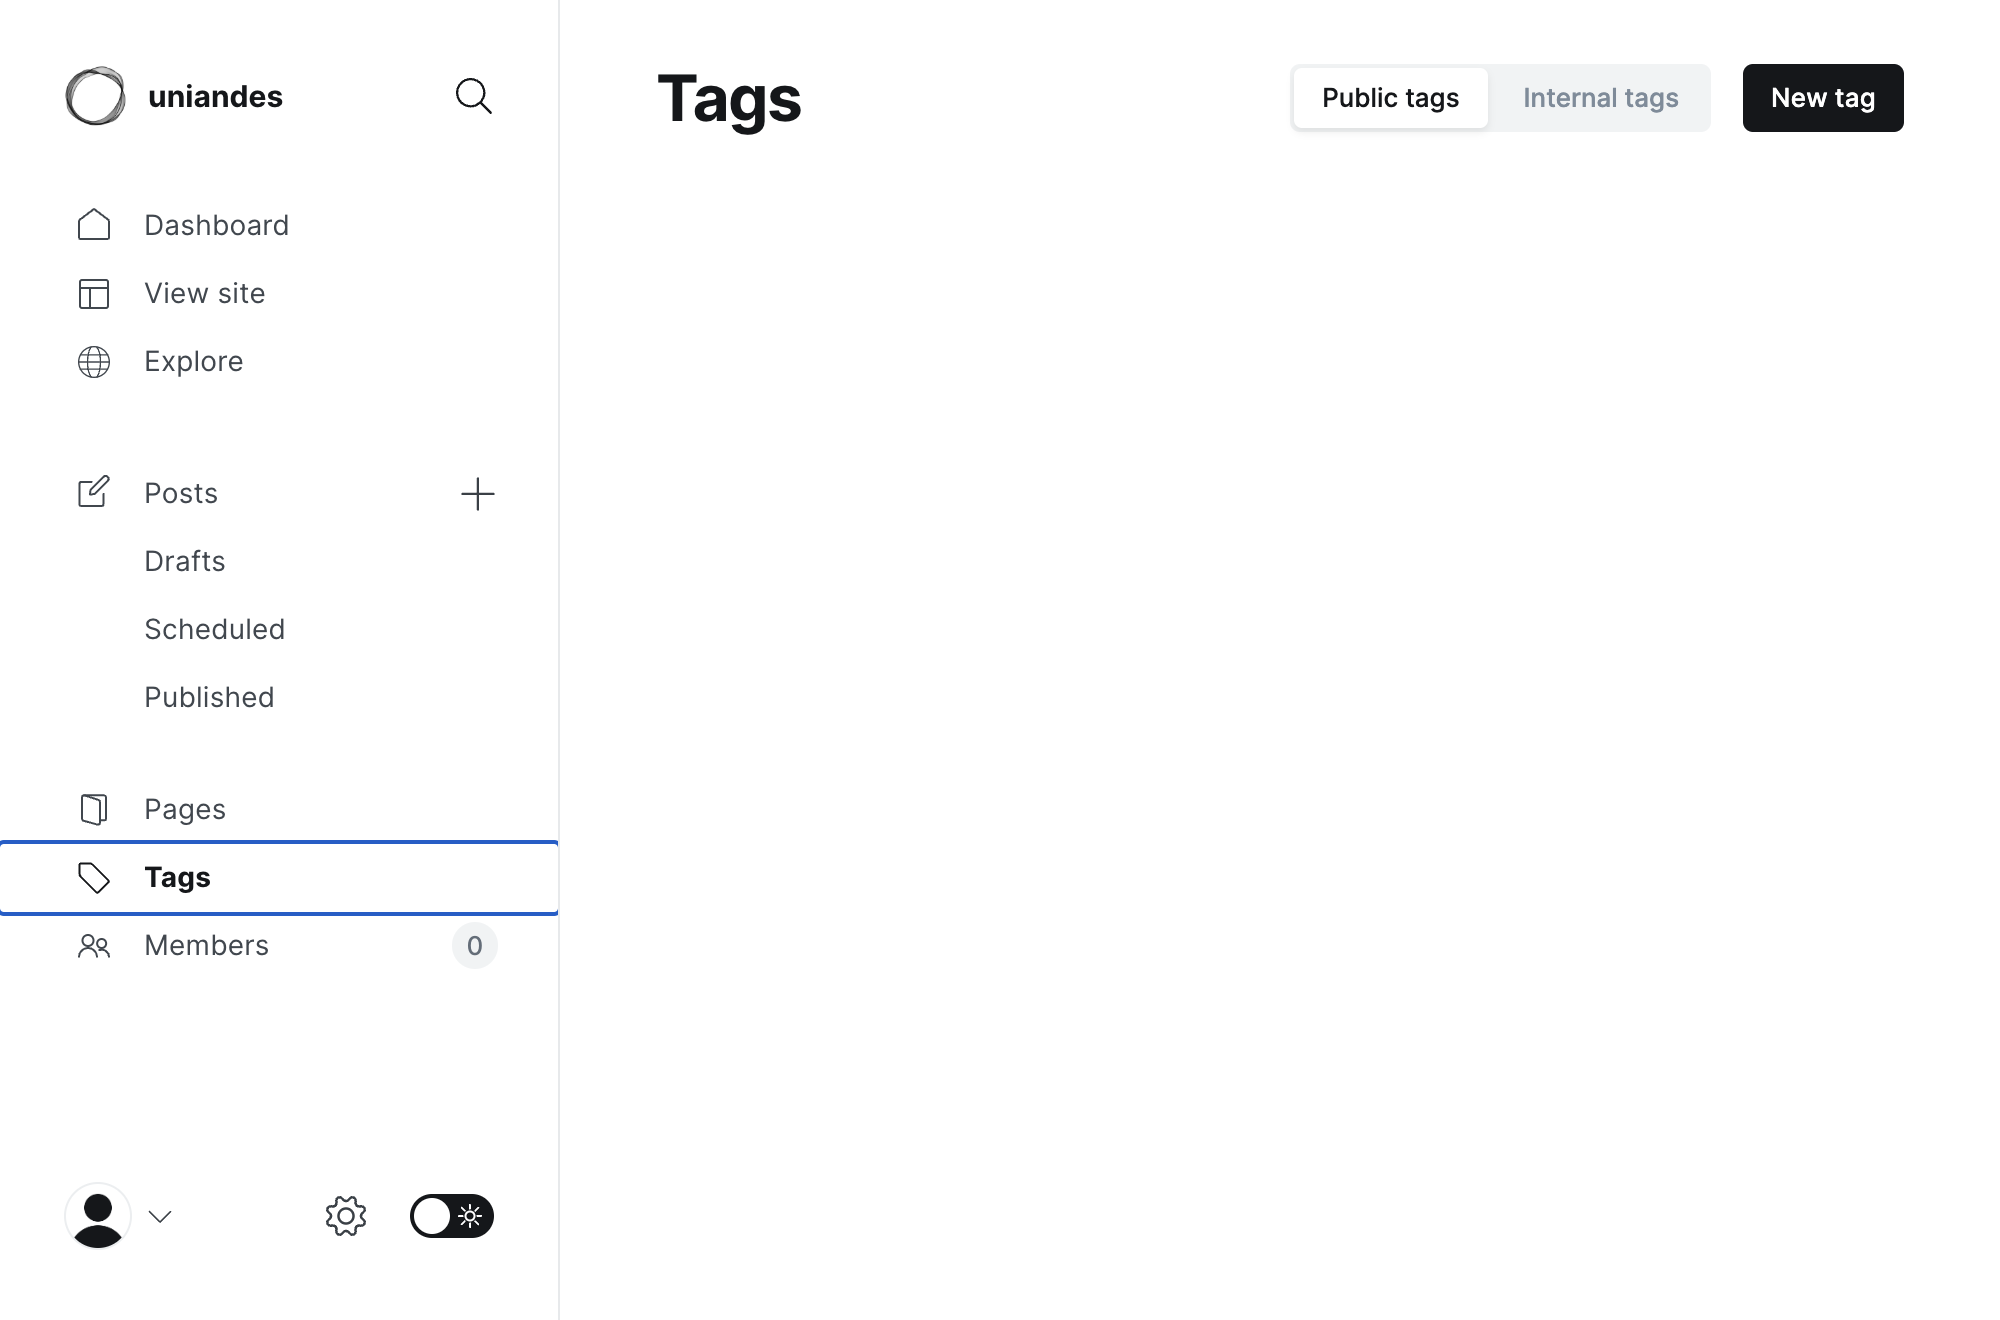 uniandes
Dashboard
View site
Explore
Posts
Drafts
Scheduled
Published
Pages
Tags
Members 0
Tags
Public tags Internal tags New tag